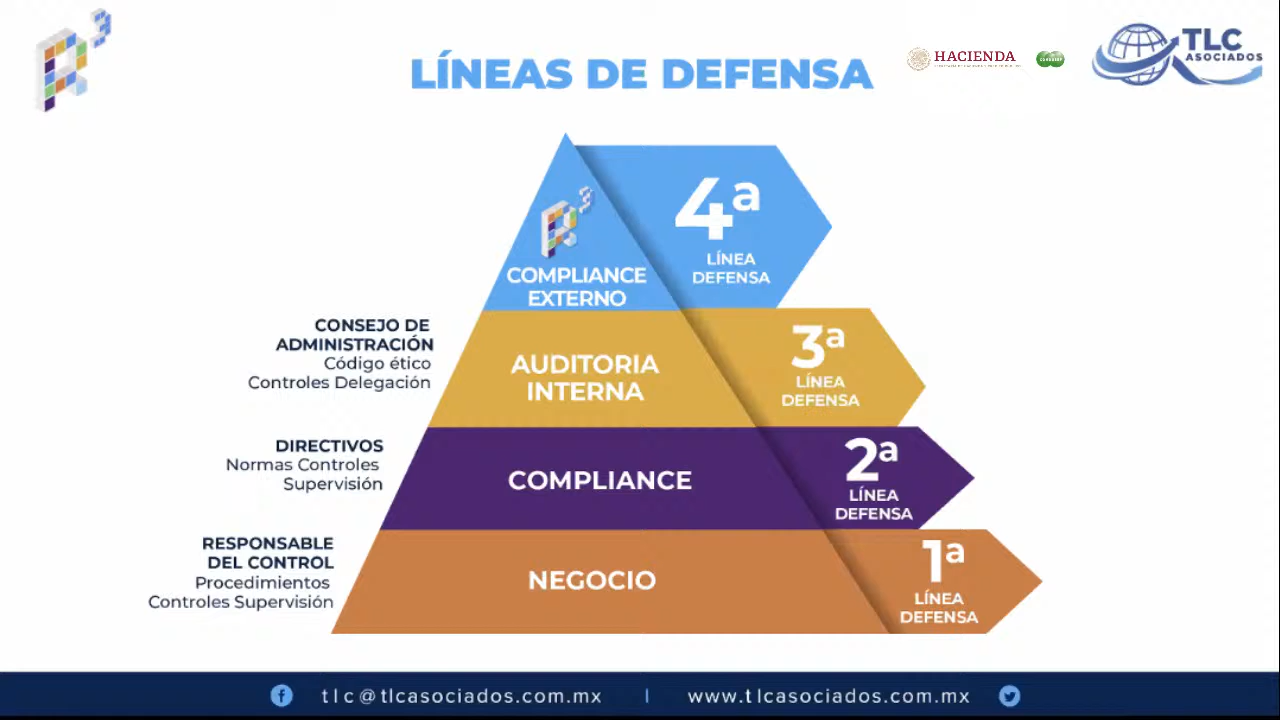 LÍNEAS DE DEFENSA
HACIENDA
TLC
ASOCIADOS
4ª
LÍNEA
DEFENSA
COMPLIANCE
EXTERNO
CONSEJO DE
ADMINISTRACIÓN
Código ético
Controles Delegación
AUDITORIA
INTERNA
3ª
LÍNEA
DEFENSA
DIRECTIVOS
Normas Controles
Supervisión
COMPLIANCE
2ª
LÍNEA
DEFENSA
RESPONSABLE
DEL CONTROL
Procedimientos
Controles Supervisión
NEGOCIO
1ª
LÍNEA
DEFENSA
tlc@tlcasociados.com.mx | www.tlcasociados.com.mx